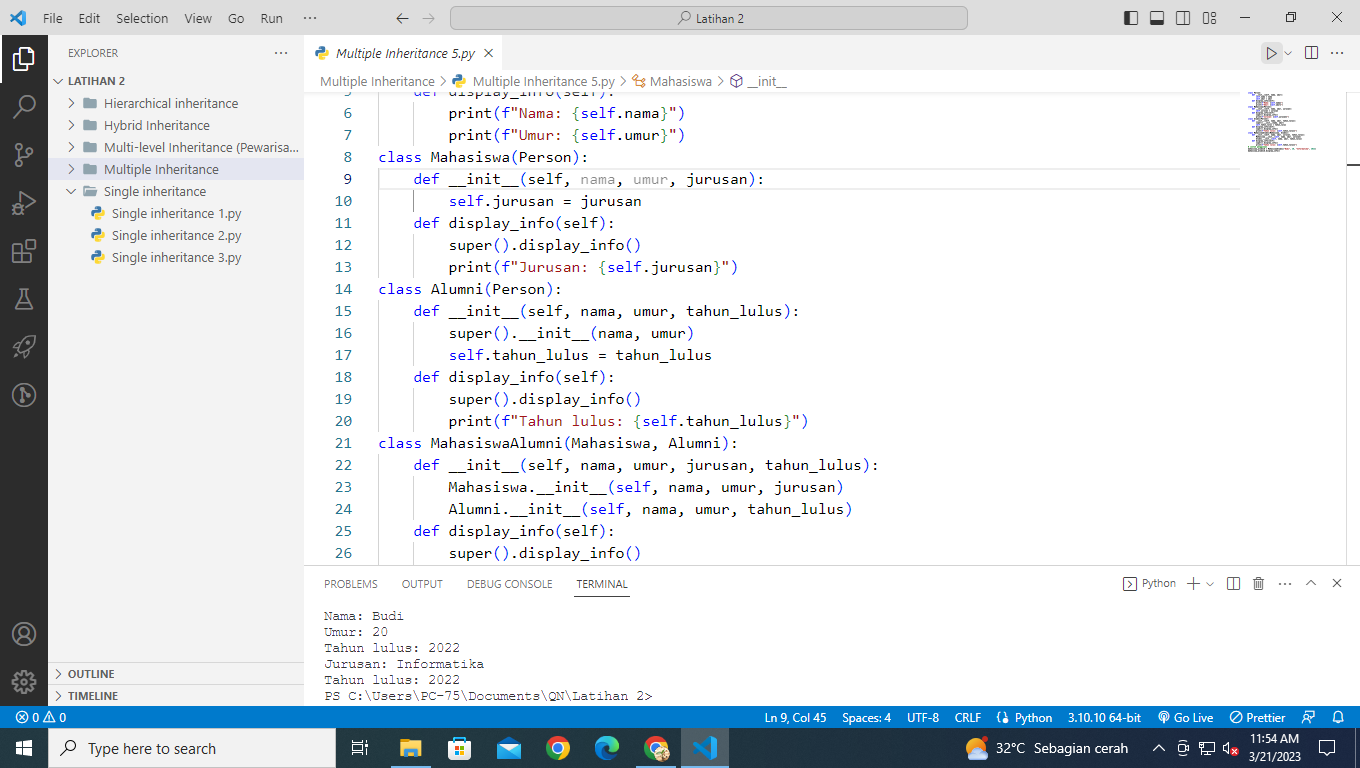 File Edit Selection View Go Run ··· Latihan 2
EXPLORER ···
LATIHAN 2
Hierarchical inheritance
Hybrid Inheritance
Multi-level Inheritance (Pewarisa...
Multiple Inheritance
Single inheritance
Single inheritance 1.py
Single inheritance 2.py
Single inheritance 3.py
OUTLINE
TIMELINE
Multiple Inheritance 5.py
Multiple Inheritance > Multiple Inheritance 5.py > Mahasiswa > __init__
5 def display_info(self):
6 print(f"Nama: {self.nama}")
7 print(f"Umur: {self.umur}")
8 class Mahasiswa(Person):
9 def __init__(self, nama, umur, jurusan):
10 self.jurusan = jurusan
11 def display_info(self):
12 super().display_info()
13 print(f"Jurusan: {self.jurusan}")
14 class Alumni(Person):
15 def __init__(self, nama, umur, tahun_lulus):
16 super().__init__(nama, umur)
17 self.tahun_lulus = tahun_lulus
18 def display_info(self):
19 super().display_info()
20 print(f"Tahun lulus: {self.tahun_lulus}")
21 class MahasiswaAlumni(Mahasiswa, Alumni):
22 def __init__(self, nama, umur, jurusan, tahun_lulus):
23 Mahasiswa.__init__(self, nama, umur, jurusan)
24 Alumni.__init__(self, nama, umur, tahun_lulus)
25 def display_info(self):
26 super().display_info()
PROBLEMS OUTPUT DEBUG CONSOLE TERMINAL Python
Nama: Budi
Umur: 20
Tahun lulus: 2022
Jurusan: Informatika
Tahun lulus: 2022
PS C:\Users\PC-75\Documents\QN\Latihan 2>
0 0 Ln 9, Col 45 Spaces: 4 UTF-8 CRLF Python 3.10.10 64-bit Go Live Prettier
Type here to search 32°C Sebagian cerah 11:54 AM
3/21/2023